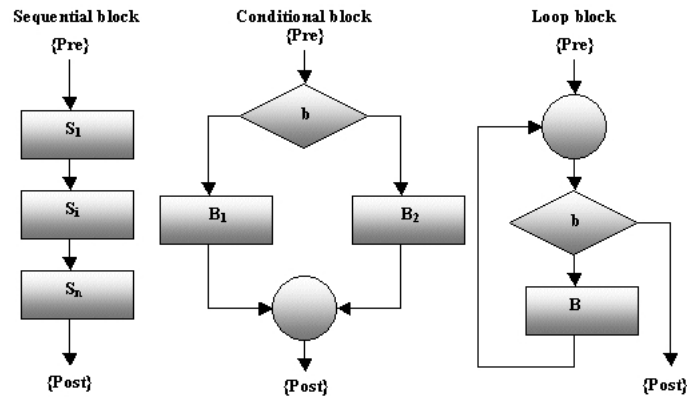 Sequential block
{Pre}
S1
Si
Sn
{Post}
Conditional block
{Pre}
b
B1
B2
{Post}
Loop block
{Pre}
b
B
{Post}